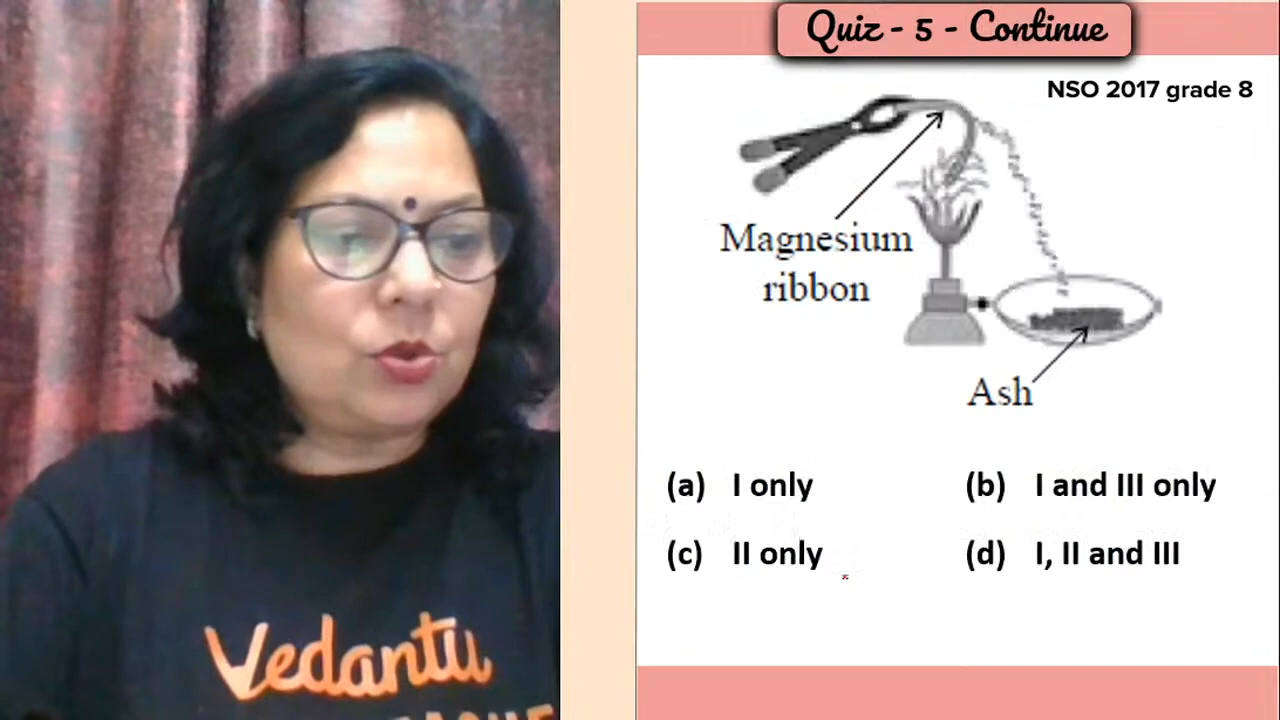 Quiz - 5 - Continue
NSO 2017 grade 8
Magnesium
ribbon
Ash
(a) I only (b) I and III only
(c) II only (d) I, II and III
Vedantu